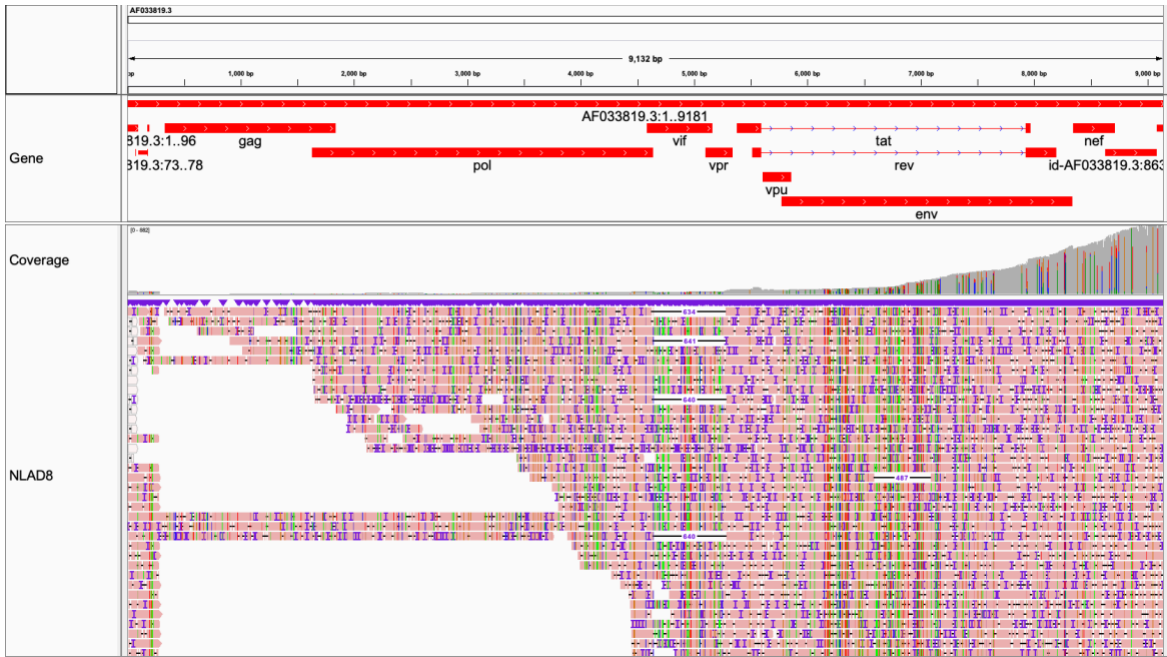 AF033819.3
9,132 bp
bp 1,000 bp 2,000 bp 3,000 bp 4,000 bp 5,000 bp 6,000 bp 7,000 bp 8,000 bp 9,000 bp
Gene
AF033819.3:1..9181
819.3:1..96 gag vif tat nef
819.3:73..78 pol vpr rev id-AF033819.3:863
vpu
env
Coverage
[0 - 882]
634
641
640
NLAD8
487
640